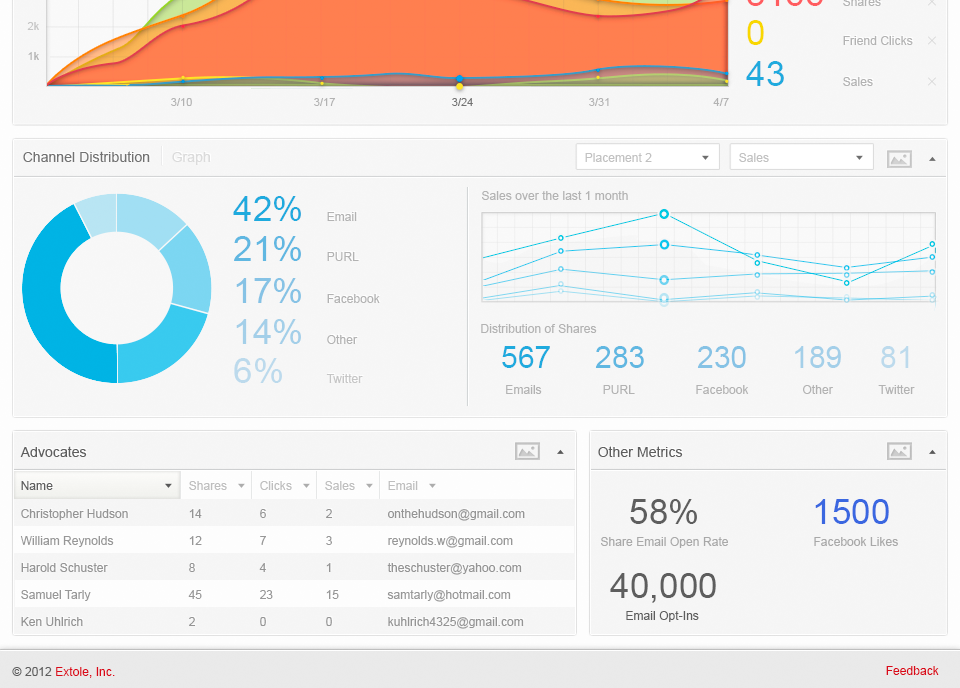 Shares ×
2k
0 Friend Clicks ×
1k
43 Sales ×
3/10 3/17 3/24 3/31 4/7
Channel Distribution Graph Placement 2 Sales
42% Email
21% PURL
17% Facebook
14% Other
6% Twitter
Sales over the last 1 month
Distribution of Shares
567 283 230 189 81
Emails PURL Facebook Other Twitter
Advocates
Name Shares Clicks Sales Email
Christopher Hudson 14 6 2 onthehudson@gmail.com
William Reynolds 12 7 3 reynolds.w@gmail.com
Harold Schuster 8 4 1 theschuster@yahoo.com
Samuel Tarly 45 23 15 samtarly@hotmail.com
Ken Uhlrich 2 0 0 kuhlrich4325@gmail.com
Other Metrics
58% 1500
Share Email Open Rate Facebook Likes
40,000
Email Opt-Ins
© 2012 Extole, Inc. Feedback